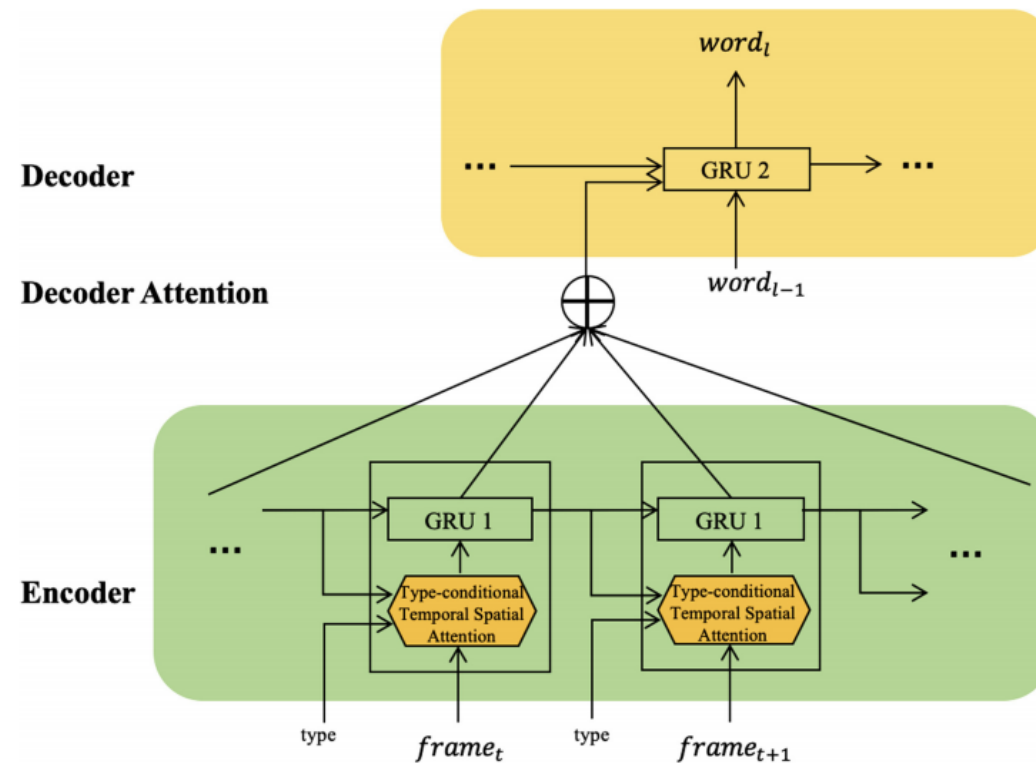 word_l
Decoder
...
GRU 2
...
Decoder Attention
word_{l-1}
GRU 1
GRU 1
...
...
Encoder
Type-conditional
Temporal Spatial
Attention
Type-conditional
Temporal Spatial
Attention
type
frame_t
type
frame_{t+1}